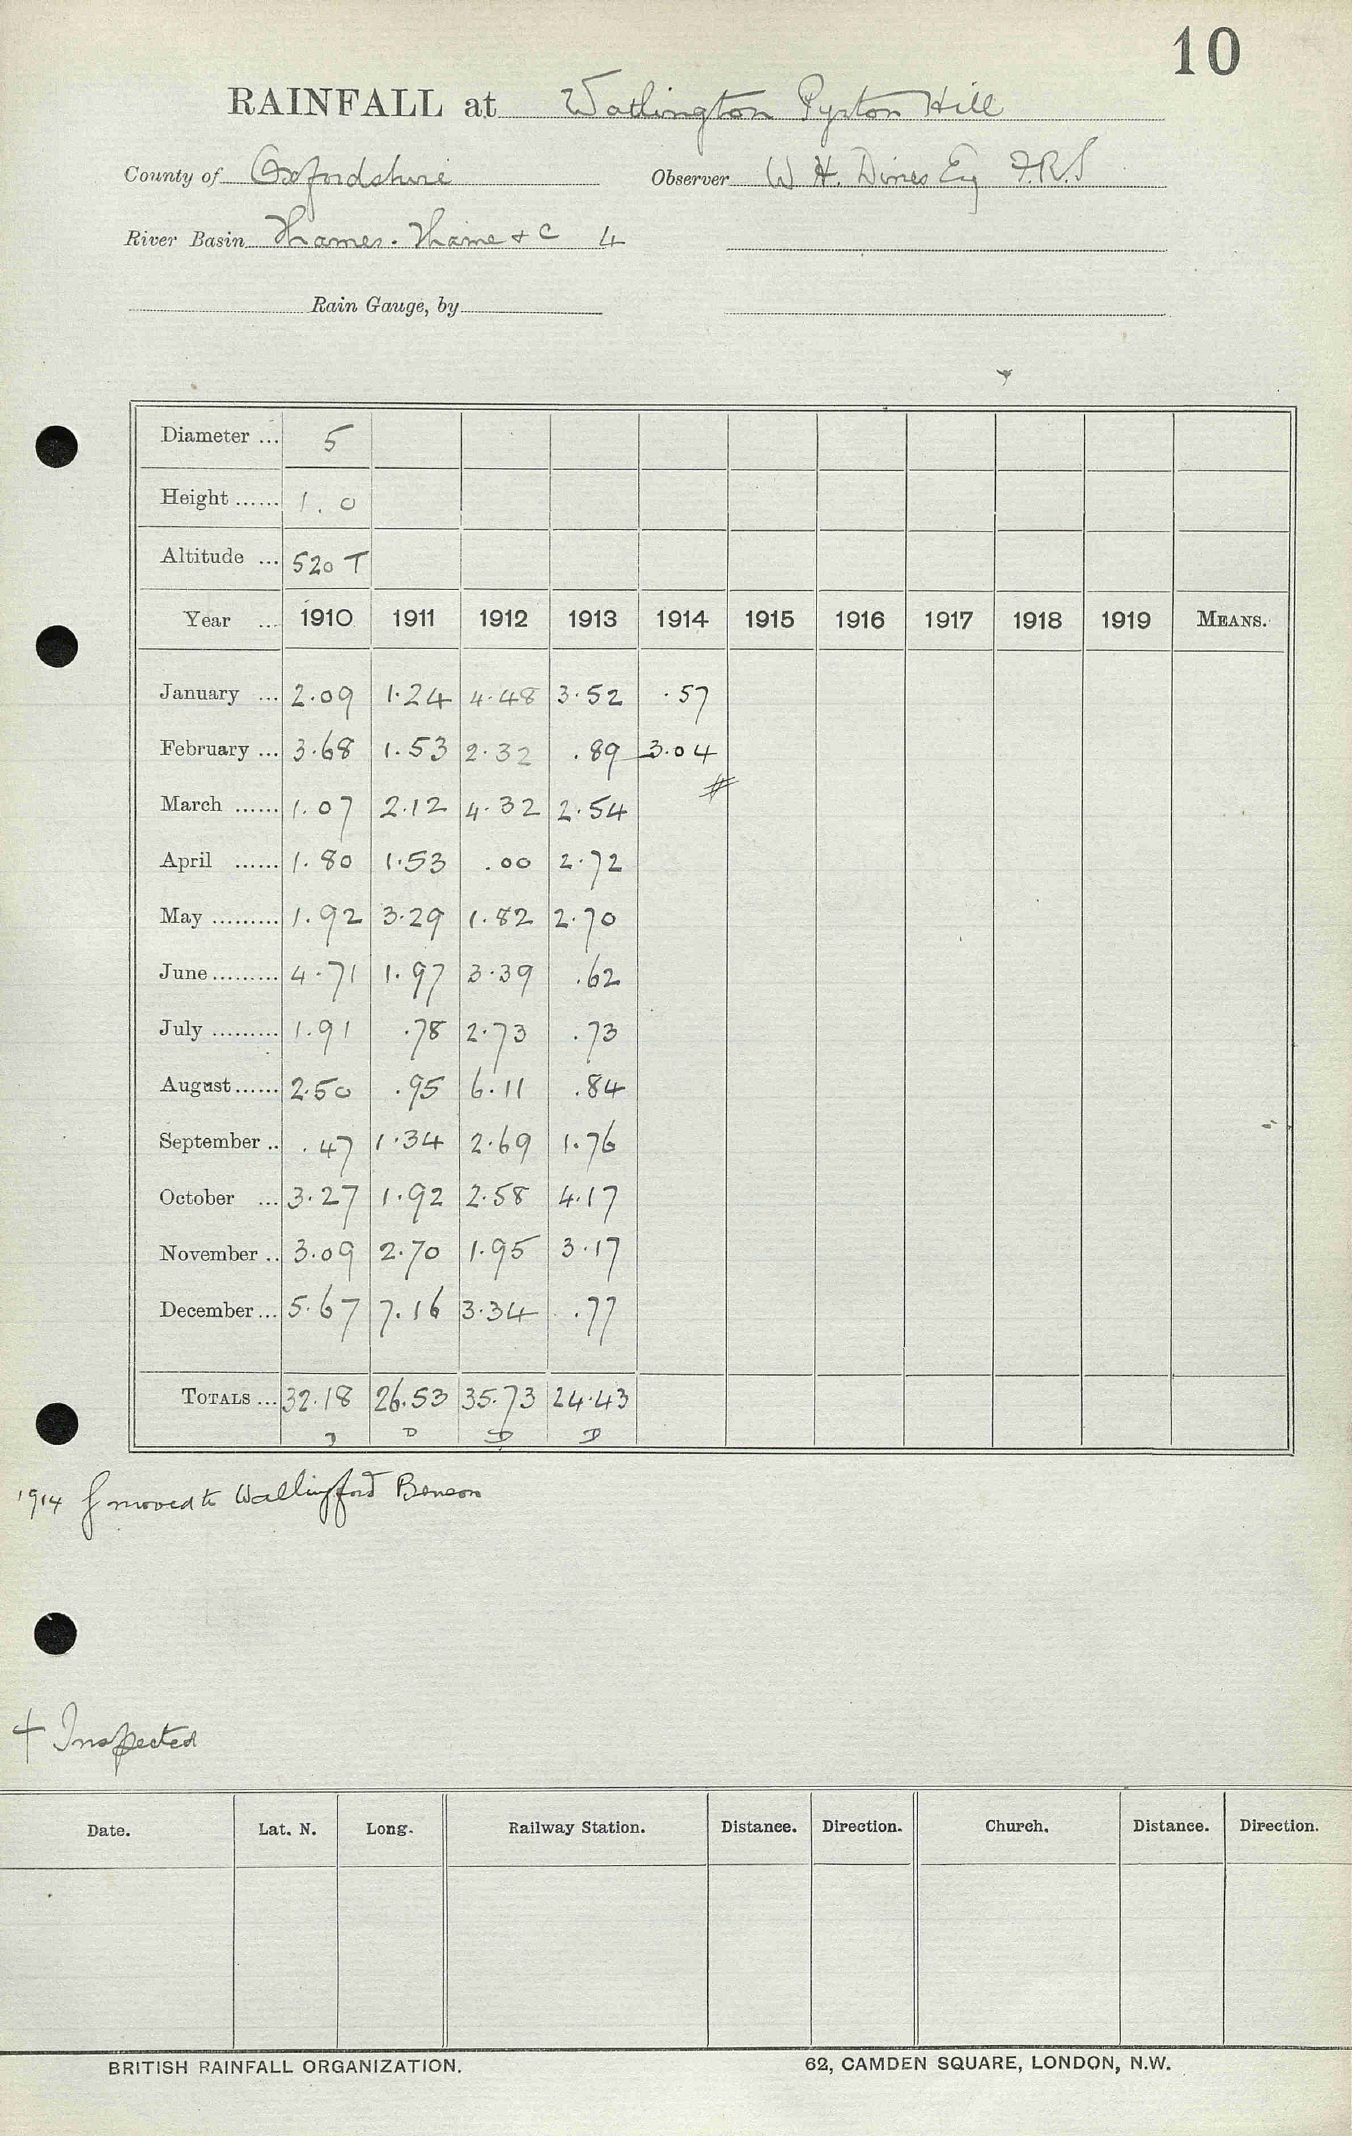 10
RAINFALL at Watlington Pyrton Hill
County of Oxfordshire Observer W H. Dines Esq F.R.S
River Basin Thames. Thame & C 4
Rain Gauge, by
Diameter ... 5
Height ...... 1.0
Altitude ... 520 T
Year ... 1910 1911 1912 1913 1914 1915 1916 1917 1918 1919 MEANS.
January ... 2.09 1.24 4.48 3.52 .57
February ... 3.68 1.53 2.32 .89 3.04
March ...... 1.07 2.12 4.32 2.54 #
April ...... 1.80 1.53 .00 2.72
May ......... 1.92 3.29 1.82 2.70
June ......... 4.71 1.97 3.39 .62
July ......... 1.91 .78 2.73 .73
August ...... 2.50 .95 6.11 .84
September .. .47 1.34 2.69 1.76
October ... 3.27 1.92 2.58 4.17
November .. 3.09 2.70 1.95 3.17
December ... 5.67 7.16 3.34 .77
TOTALS ... 32.18 26.53 35.73 24.43
D D D D
1914 moved to Wallingford Benson
† Inspected
Date. Lat. N. Long. Railway Station. Distance. Direction. Church. Distance. Direction.
BRITISH RAINFALL ORGANIZATION. 62, CAMDEN SQUARE, LONDON, N.W.